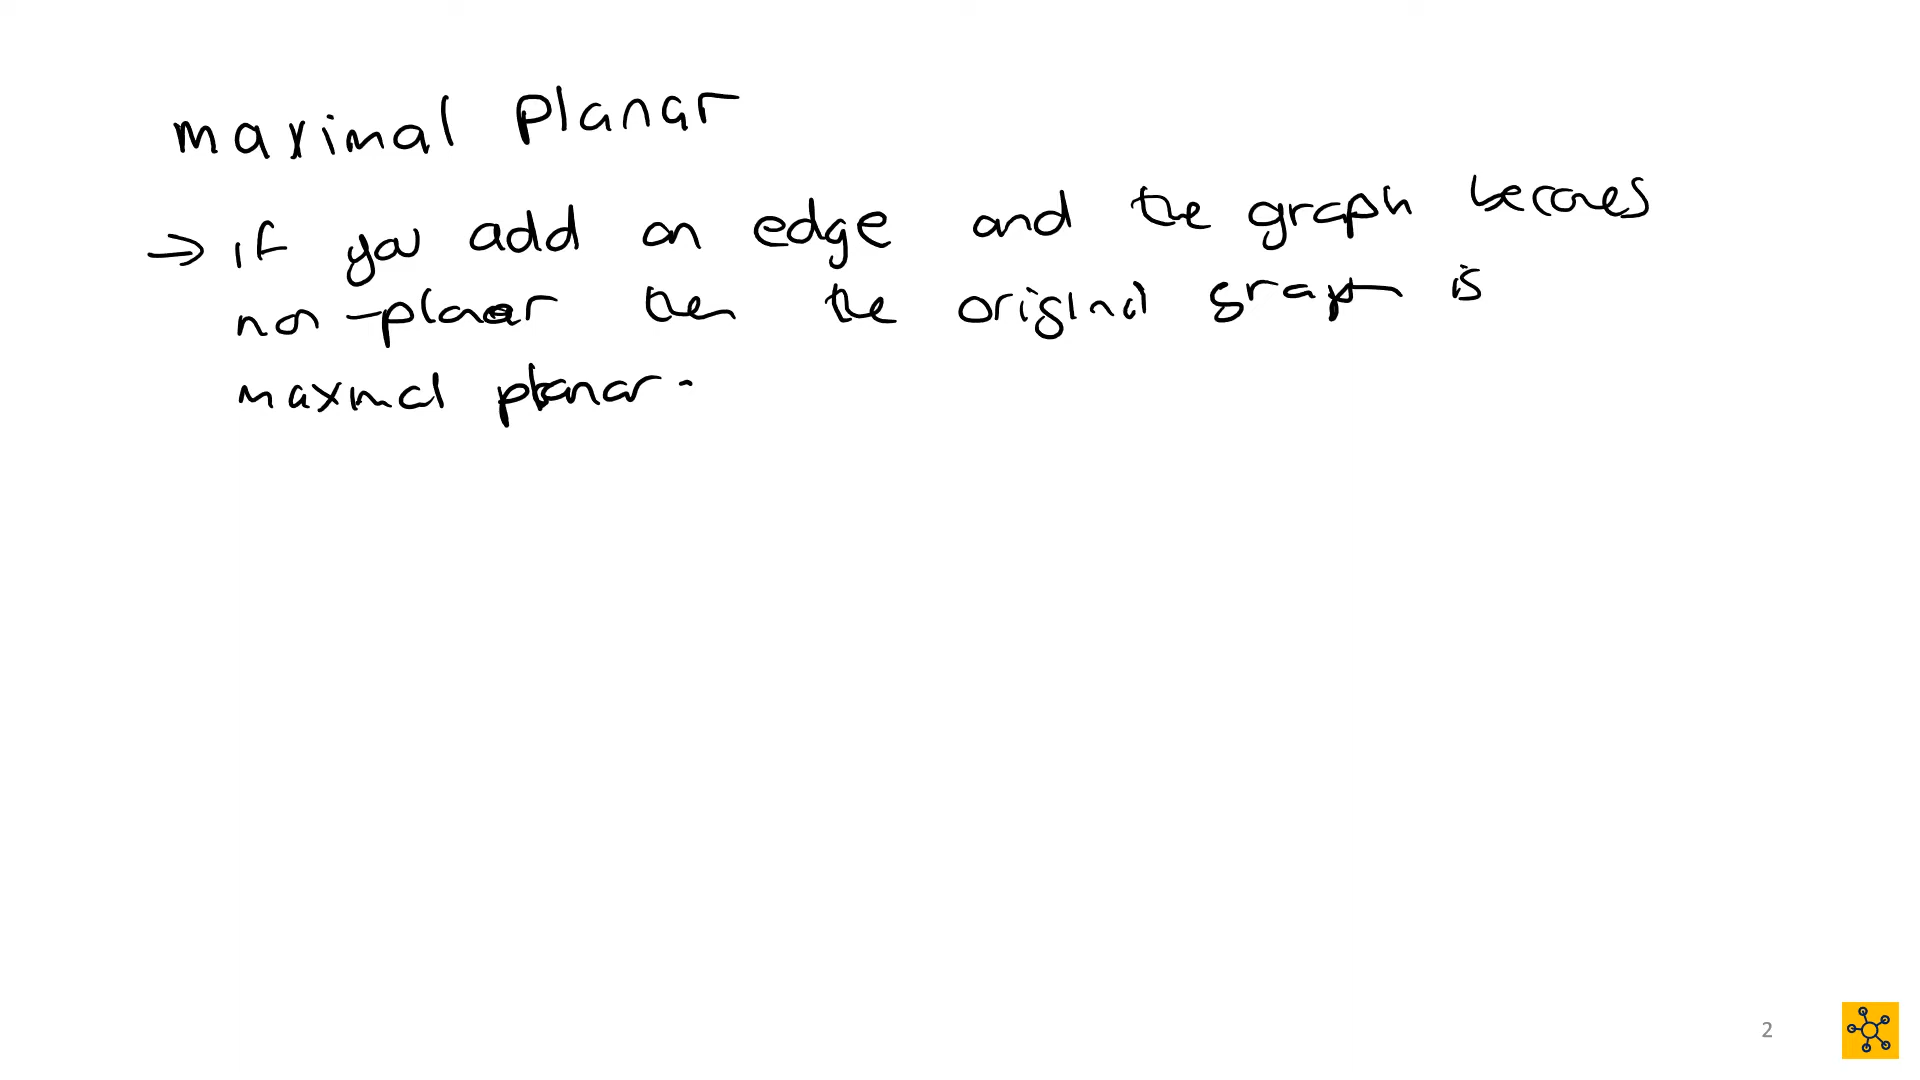 maximal planar
→ if you add an edge and the graph becomes
non-planar then the original graph is
maximal planar.
2